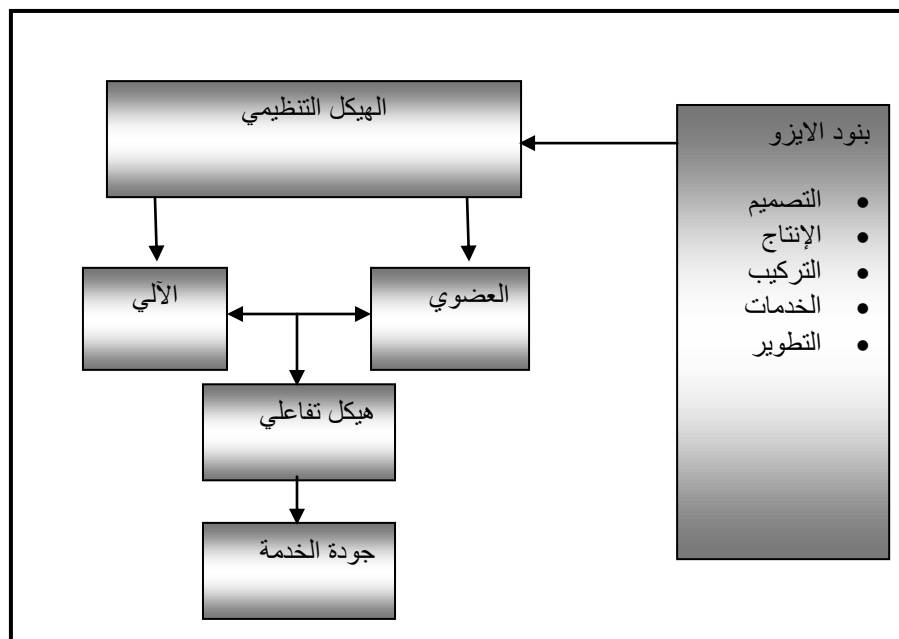 الهيكل التنظيمي
بنود الايزو
• التصميم
• الإنتاج
• التركيب
• الخدمات
• التطوير
العضوي
الآلي
هيكل تفاعلي
جودة الخدمة